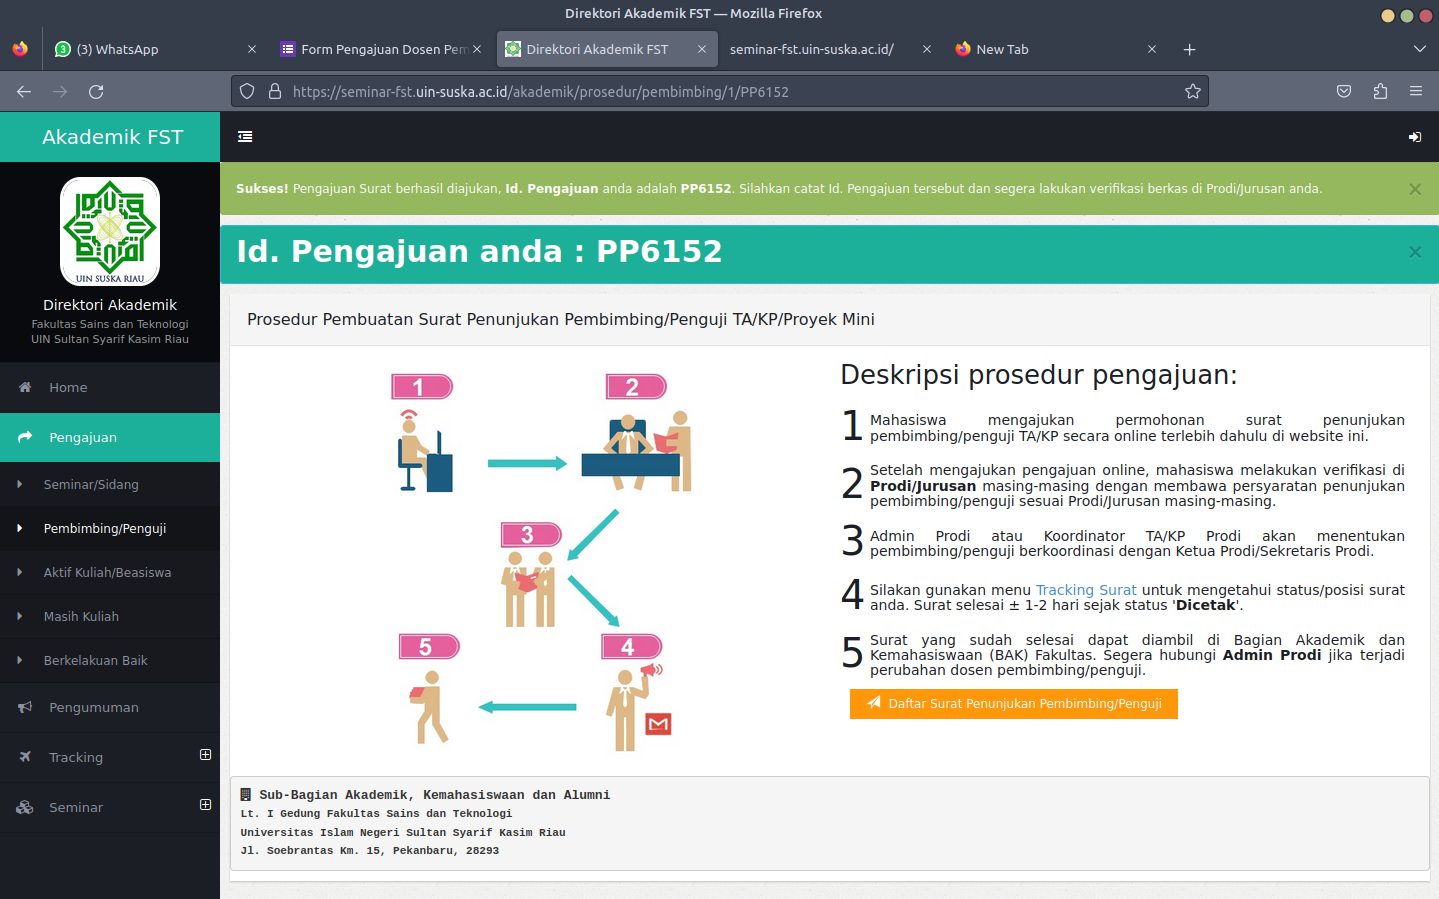 Direktori Akademik FST — Mozilla Firefox
(3) WhatsApp
Form Pengajuan Dosen Pem
Direktori Akademik FST
seminar-fst.uin-suska.ac.id/
New Tab
https://seminar-fst.uin-suska.ac.id/akademik/prosedur/pembimbing/1/PP6152
Akademik FST
UIN SUSKA RIAU
Direktori Akademik
Fakultas Sains dan Teknologi
UIN Sultan Syarif Kasim Riau
Home
Pengajuan
Seminar/Sidang
Pembimbing/Penguji
Aktif Kuliah/Beasiswa
Masih Kuliah
Berkelakuan Baik
Pengumuman
Tracking
Seminar
Sukses! Pengajuan Surat berhasil diajukan, Id. Pengajuan anda adalah PP6152. Silahkan catat Id. Pengajuan tersebut dan segera lakukan verifikasi berkas di Prodi/Jurusan anda.
Id. Pengajuan anda : PP6152
Prosedur Pembuatan Surat Penunjukan Pembimbing/Penguji TA/KP/Proyek Mini
1
2
3
5
4
Deskripsi prosedur pengajuan:
1 Mahasiswa mengajukan permohonan surat penunjukan
pembimbing/penguji TA/KP secara online terlebih dahulu di website ini.
2 Setelah mengajukan pengajuan online, mahasiswa melakukan verifikasi di
Prodi/Jurusan masing-masing dengan membawa persyaratan penunjukan
pembimbing/penguji sesuai Prodi/Jurusan masing-masing.
3 Admin Prodi atau Koordinator TA/KP Prodi akan menentukan
pembimbing/penguji berkoordinasi dengan Ketua Prodi/Sekretaris Prodi.
4 Silakan gunakan menu Tracking Surat untuk mengetahui status/posisi surat
anda. Surat selesai ± 1-2 hari sejak status 'Dicetak'.
5 Surat yang sudah selesai dapat diambil di Bagian Akademik dan
Kemahasiswaan (BAK) Fakultas. Segera hubungi Admin Prodi jika terjadi
perubahan dosen pembimbing/penguji.
Daftar Surat Penunjukan Pembimbing/Penguji
Sub-Bagian Akademik, Kemahasiswaan dan Alumni
Lt. I Gedung Fakultas Sains dan Teknologi
Universitas Islam Negeri Sultan Syarif Kasim Riau
Jl. Soebrantas Km. 15, Pekanbaru, 28293